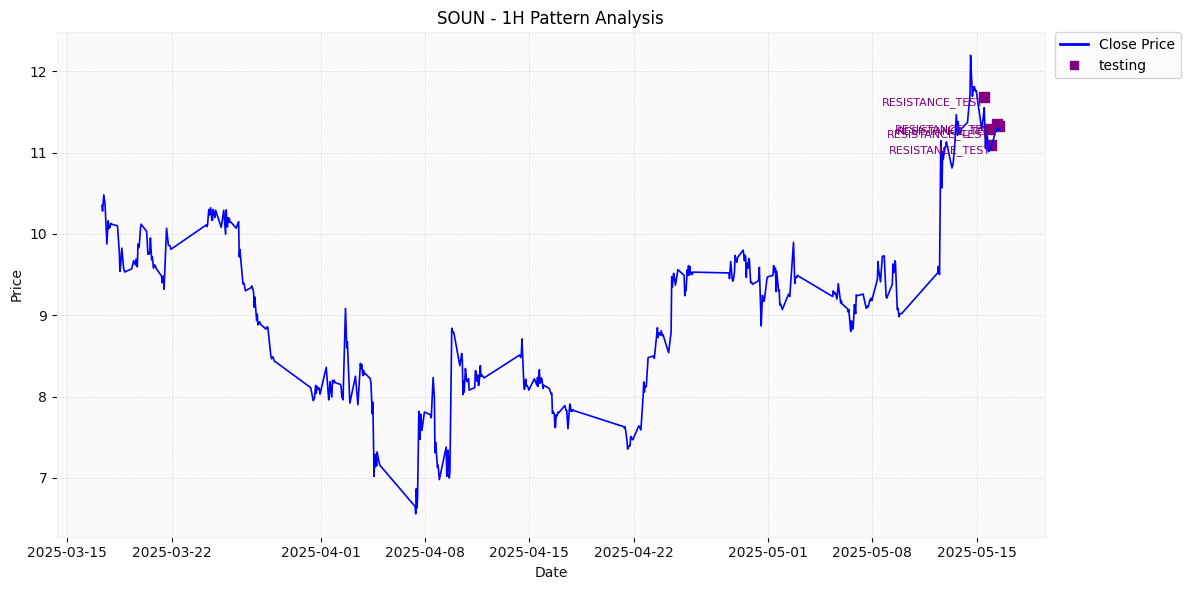 SOUN - 1H Pattern Analysis
Close Price
testing
12
11
10
9
8
7
Price
RESISTANCE_TEST
RESISTANCE_TEST
RESISTANCE_TEST
2025-03-15
2025-03-22
2025-04-01
2025-04-08
2025-04-15
2025-04-22
2025-05-01
2025-05-08
2025-05-15
Date